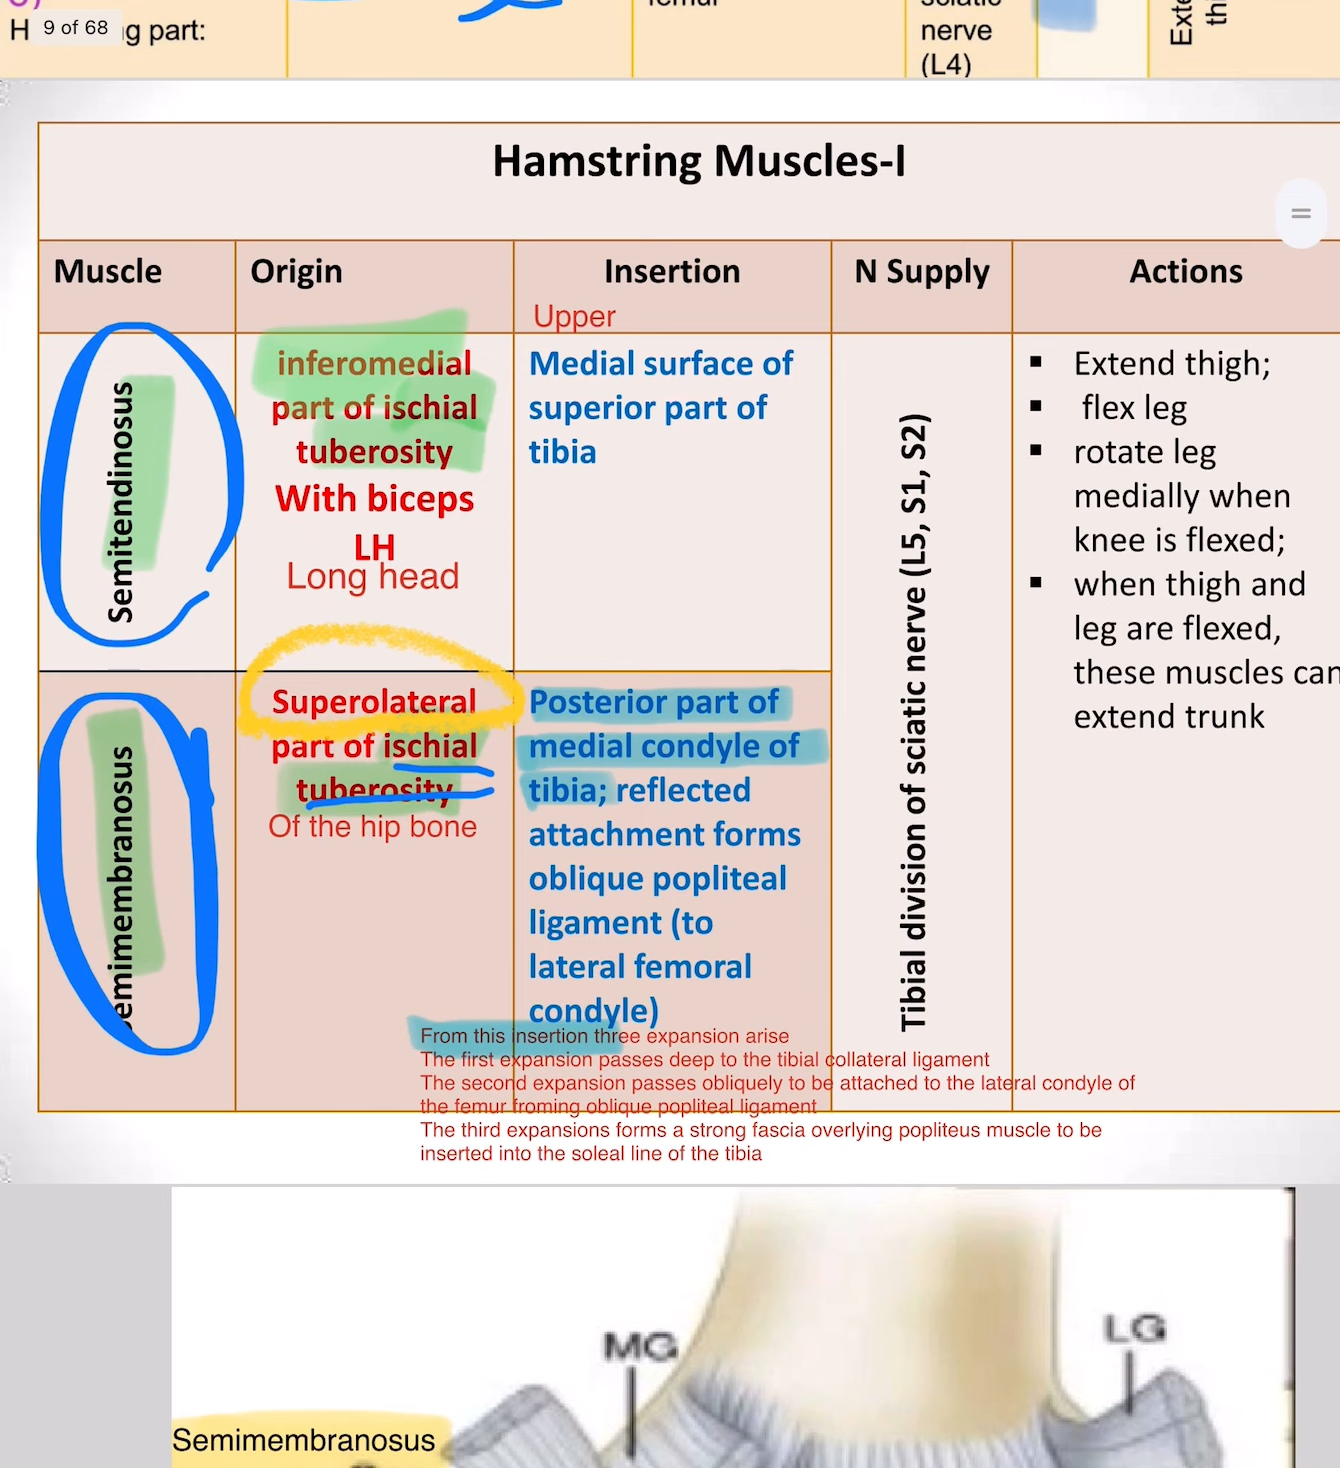 femur
sciatic
nerve
(L4)
9 of 68
H
ng part:
Hamstring Muscles-I
Muscle
Origin
Insertion
N Supply
Actions
Upper
Semitendinosus
inferomedial
part of ischial
tuberosity
With biceps
LH
Long head
Medial surface of
superior part of
tibia
Tibial division of sciatic nerve (L5, S1, S2)
▪ Extend thigh;
▪ flex leg
▪ rotate leg
medially when
knee is flexed;
▪ when thigh and
leg are flexed,
these muscles can
extend trunk
Semimembranosus
Superolateral
part of ischial
tuberosity
Of the hip bone
Posterior part of
medial condyle of
tibia; reflected
attachment forms
oblique popliteal
ligament (to
lateral femoral
condyle)
From this insertion three expansion arise
The first expansion passes deep to the tibial collateral ligament
The second expansion passes obliquely to be attached to the lateral condyle of
the femur froming oblique popliteal ligament
The third expansions forms a strong fascia overlying popliteus muscle to be
inserted into the soleal line of the tibia
MG
LG
Semimembranosus